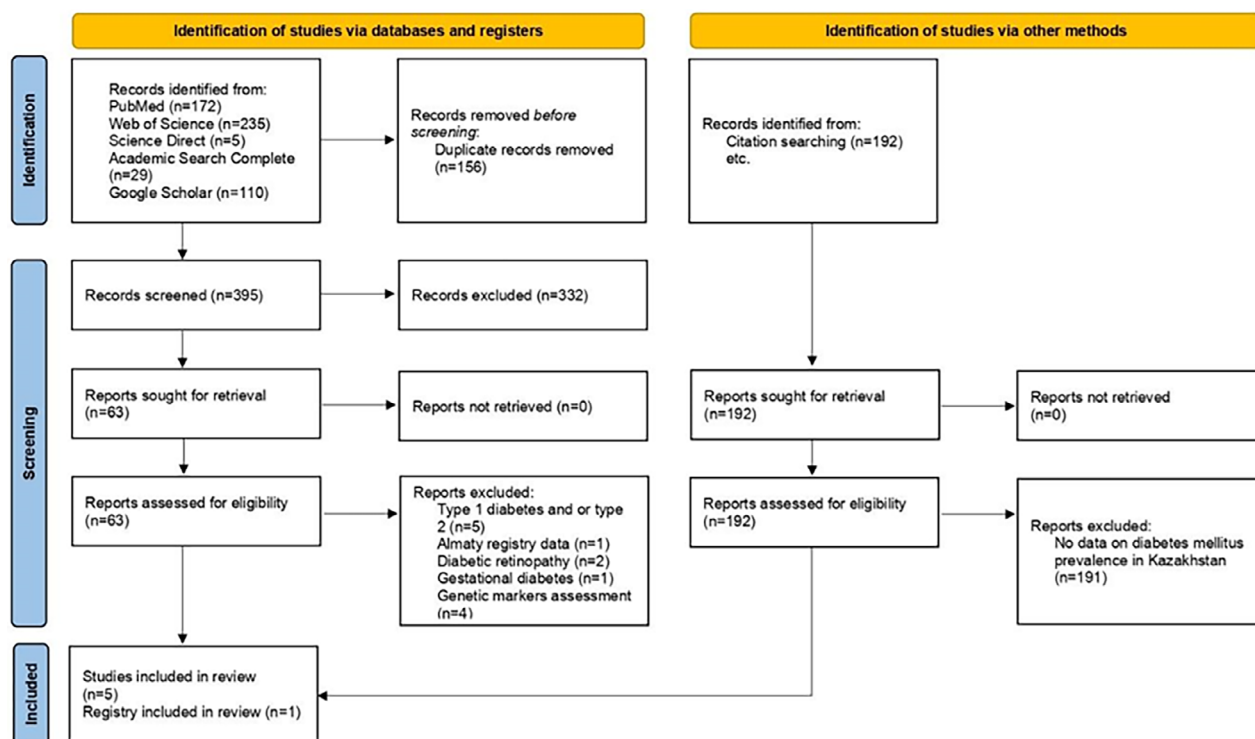 Identification of studies via databases and registers
Identification of studies via other methods
Identification
Records identified from:
PubMed (n=172)
Web of Science (n=235)
Science Direct (n=5)
Academic Search Complete
(n=29)
Google Scholar (n=110)
Records removed before
screening:
Duplicate records removed
(n=156)
Records identified from:
Citation searching (n=192)
etc.
Screening
Records screened (n=395)
Records excluded (n=332)
Reports sought for retrieval
(n=63)
Reports not retrieved (n=0)
Reports sought for retrieval
(n=192)
Reports not retrieved
(n=0)
Reports assessed for eligibility
(n=63)
Reports excluded:
Type 1 diabetes and or type
2 (n=5)
Almaty registry data (n=1)
Diabetic retinopathy (n=2)
Gestational diabetes (n=1)
Genetic markers assessment
(n=4)
Reports assessed for eligibility
(n=192)
Reports excluded:
No data on diabetes mellitus
prevalence in Kazakhstan
(n=191)
Included
Studies included in review
(n=5)
Registry included in review (n=1)